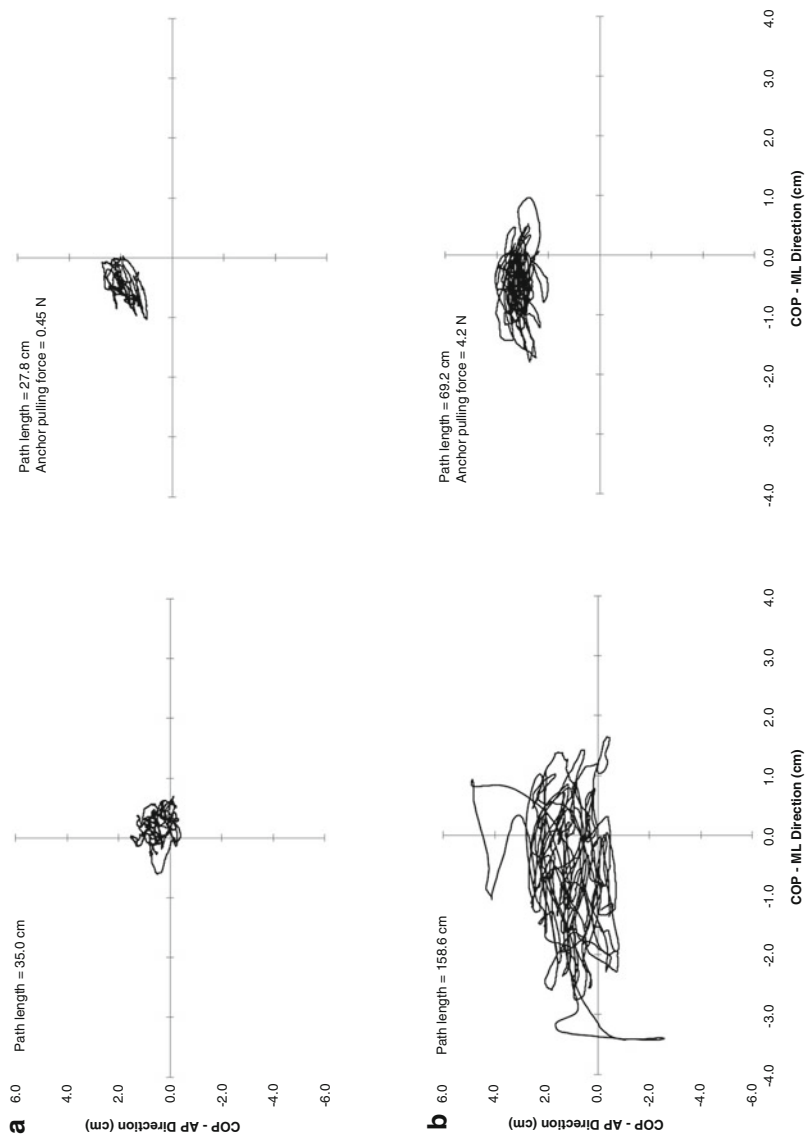 a
6.0
4.0
2.0
0.0
-2.0
-4.0
-6.0
COP - AP Direction (cm)
Path length = 35.0 cm
Path length = 27.8 cm
Anchor pulling force = 0.45 N
b
6.0
4.0
2.0
0.0
-2.0
-4.0
-6.0
COP - AP Direction (cm)
Path length = 158.6 cm
-4.0 -3.0 -2.0 -1.0 0.0 1.0 2.0 3.0 4.0
COP - ML Direction (cm)
Path length = 69.2 cm
Anchor pulling force = 4.2 N
-4.0 -3.0 -2.0 -1.0 0.0 1.0 2.0 3.0 4.0
COP - ML Direction (cm)